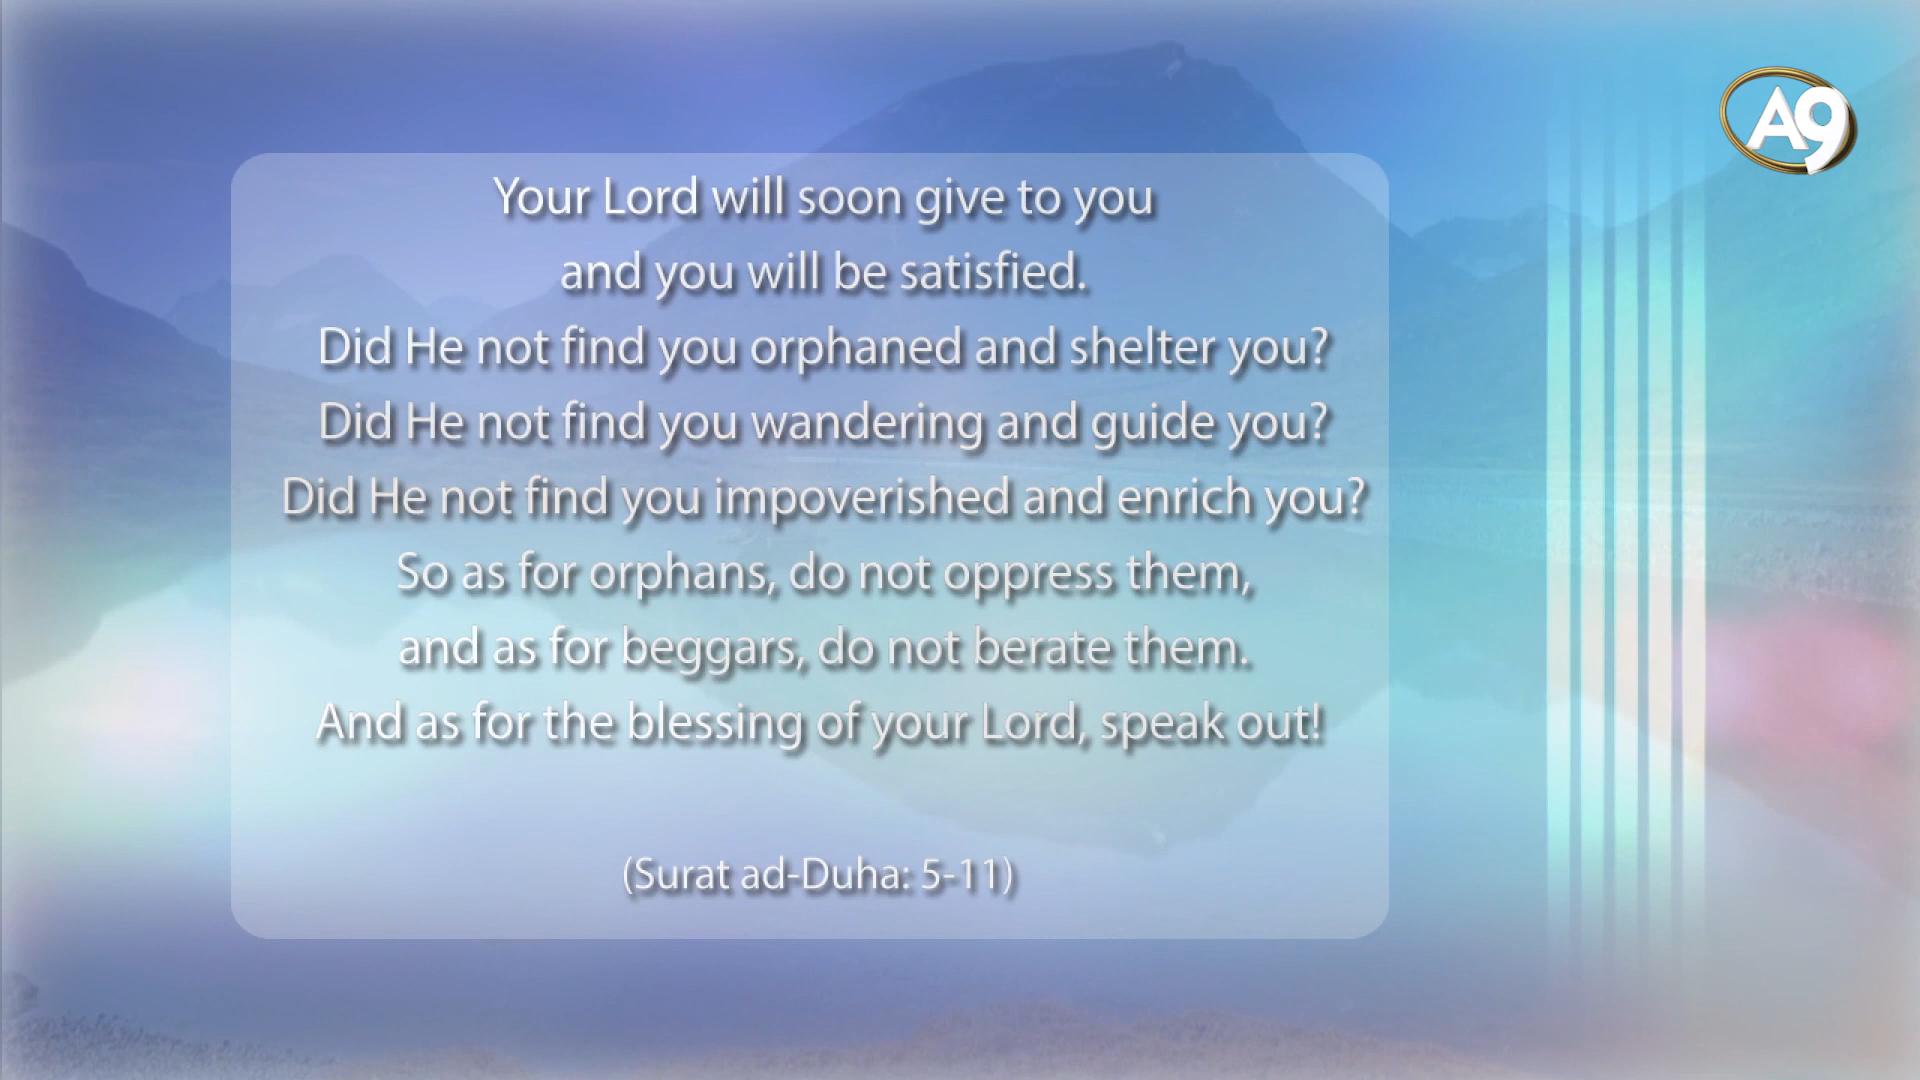 A9
Your Lord will soon give to you
and you will be satisfied.
Did He not find you orphaned and shelter you?
Did He not find you wandering and guide you?
Did He not find you impoverished and enrich you?
So as for orphans, do not oppress them,
and as for beggars, do not berate them.
And as for the blessing of your Lord, speak out!
(Surat ad-Duha: 5-11)